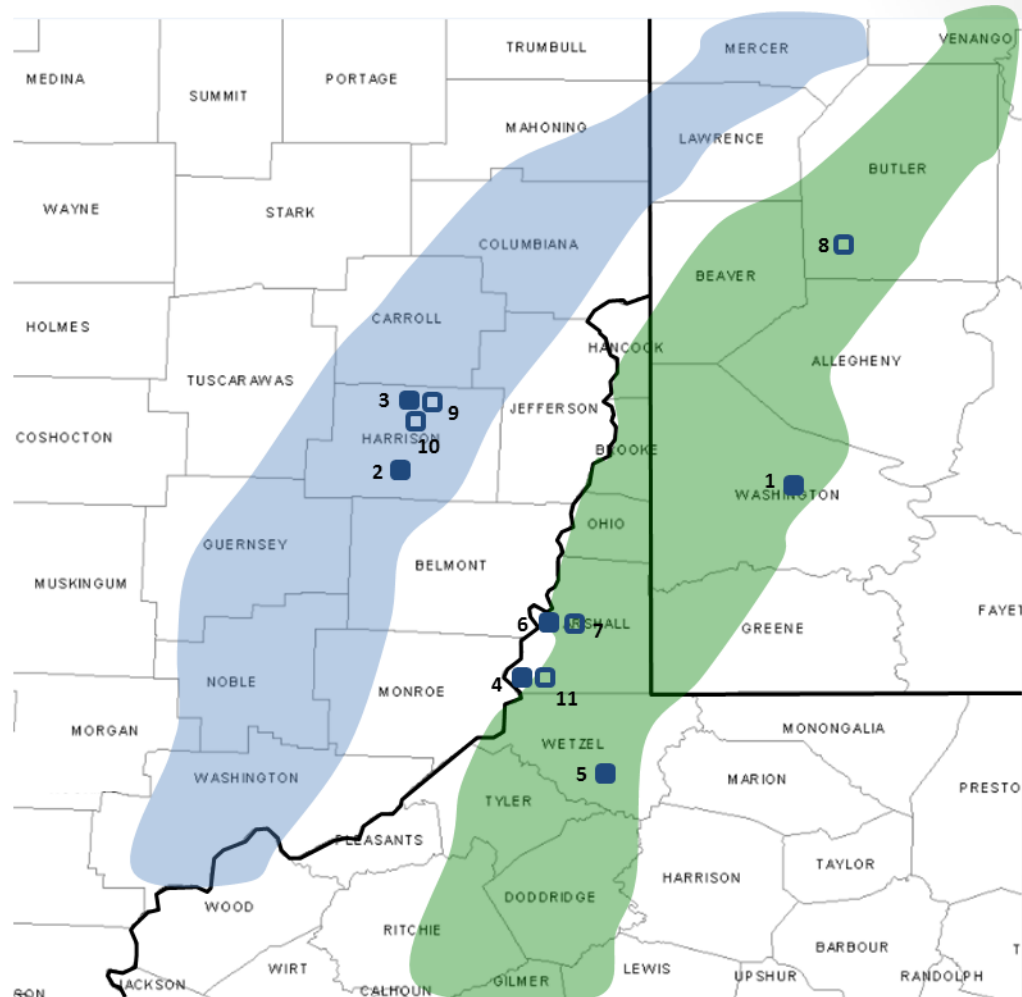 TRUMBULL
MERCER
VENANGO
MEDINA
SUMMIT
PORTAGE
MAHONING
LAWRENCE
BUTLER
WAYNE
STARK
COLUMBIANA
8
BEAVER
CARROLL
HOLMES
HANCOCK
ALLEGHENY
TUSCARAWAS
3
9
JEFFERSON
COSHOCTON
HARRISON
10
BROOKE
2
1
WASHINGTON
OHIO
GUERNSEY
BELMONT
MUSKINGUM
FAYET
6
SHALL
7
GREENE
NOBLE
MONROE
4
11
MORGAN
MONONGALIA
WETZEL
WASHINGTON
5
MARION
PRESTO
TYLER
PLEASANTS
TAYLOR
HARRISON
DODDRIDGE
WOOD
RITCHIE
BARBOUR
WIRT
LEWIS
UPSHUR
RANDOLPH
T
JACKSON
CALHOUN
GILMER